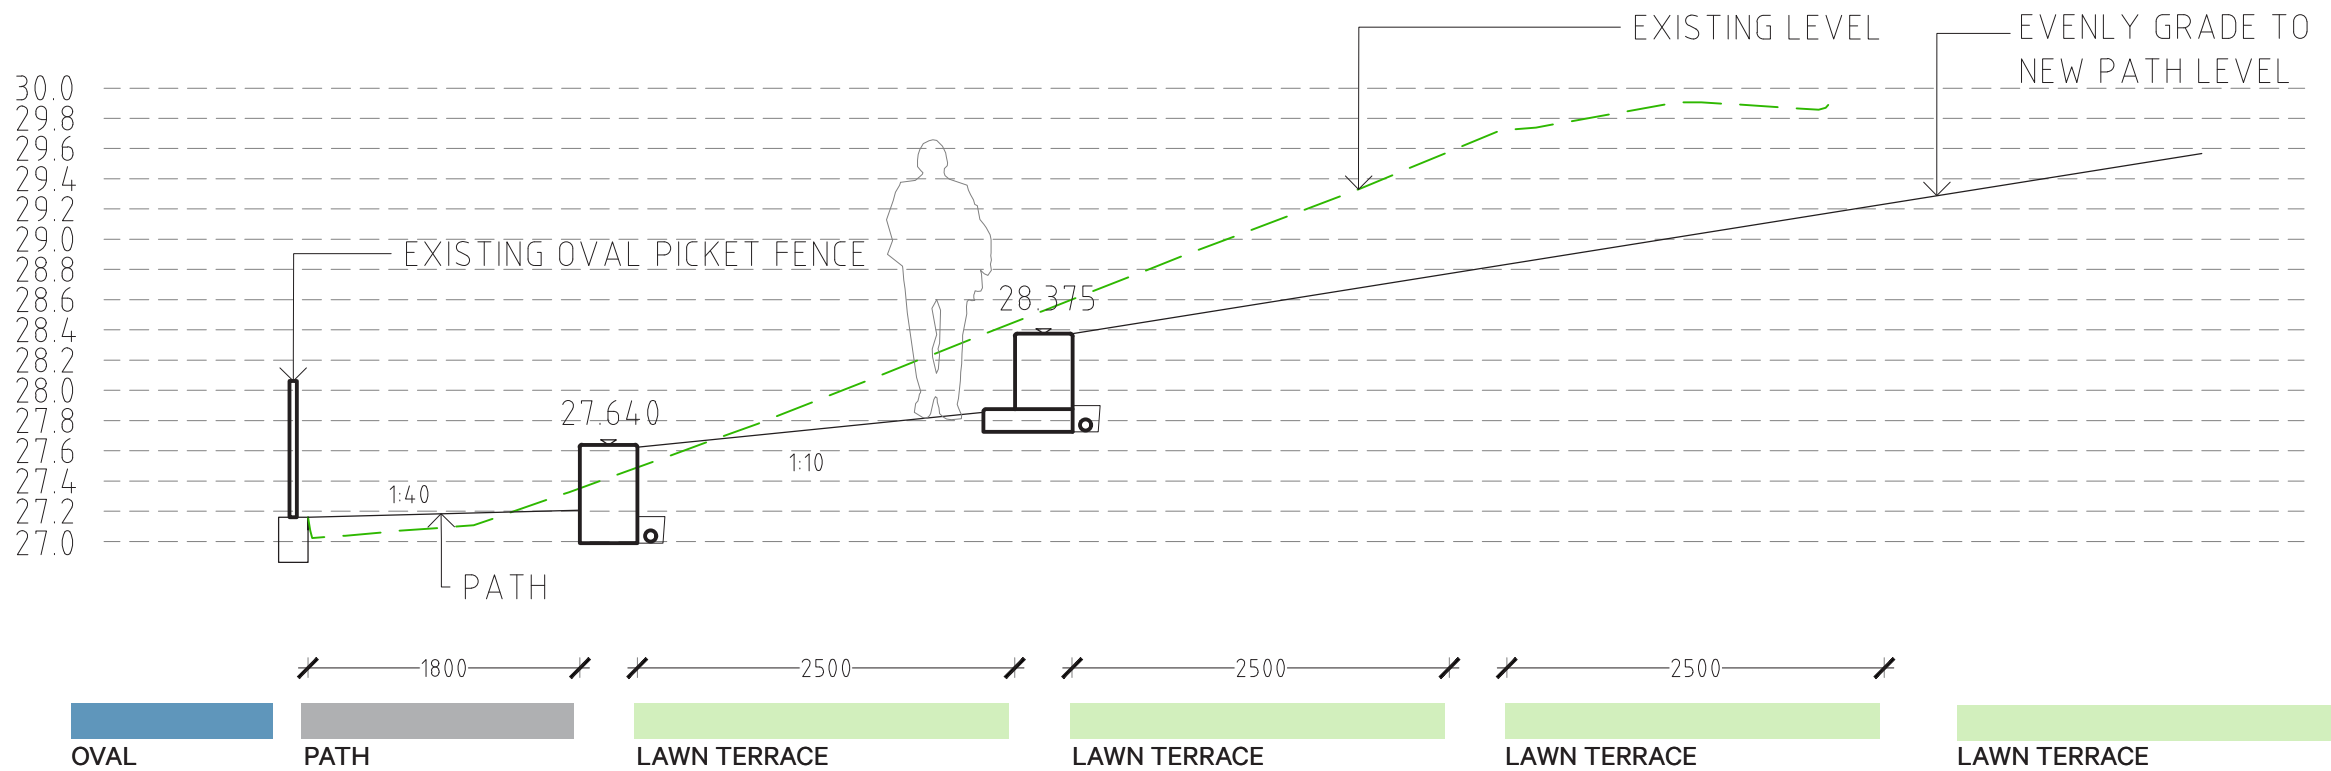 EXISTING LEVEL
EVENLY GRADE TO
NEW PATH LEVEL
30.0
29.8
29.6
29.4
29.2
29.0
28.8
28.6
28.4
28.2
28.0
27.8
27.6
27.4
27.2
27.0
EXISTING OVAL PICKET FENCE
28.375
27.640
1:10
1:40
PATH
1800
2500
2500
2500
OVAL
PATH
LAWN TERRACE
LAWN TERRACE
LAWN TERRACE
LAWN TERRACE